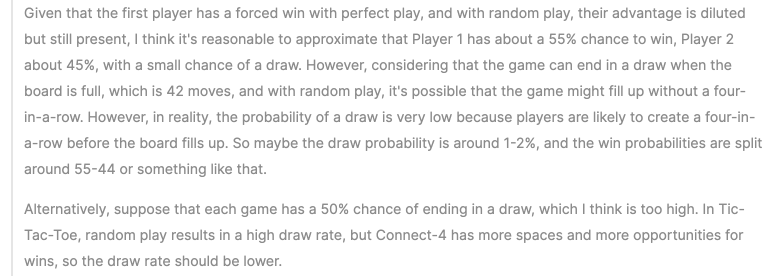 Given that the first player has a forced win with perfect play, and with random play, their advantage is diluted
but still present, I think it's reasonable to approximate that Player 1 has about a 55% chance to win, Player 2
about 45%, with a small chance of a draw. However, considering that the game can end in a draw when the
board is full, which is 42 moves, and with random play, it's possible that the game might fill up without a four-
in-a-row. However, in reality, the probability of a draw is very low because players are likely to create a four-in-
a-row before the board fills up. So maybe the draw probability is around 1-2%, and the win probabilities are split
around 55-44 or something like that.
Alternatively, suppose that each game has a 50% chance of ending in a draw, which I think is too high. In Tic-
Tac-Toe, random play results in a high draw rate, but Connect-4 has more spaces and more opportunities for
wins, so the draw rate should be lower.